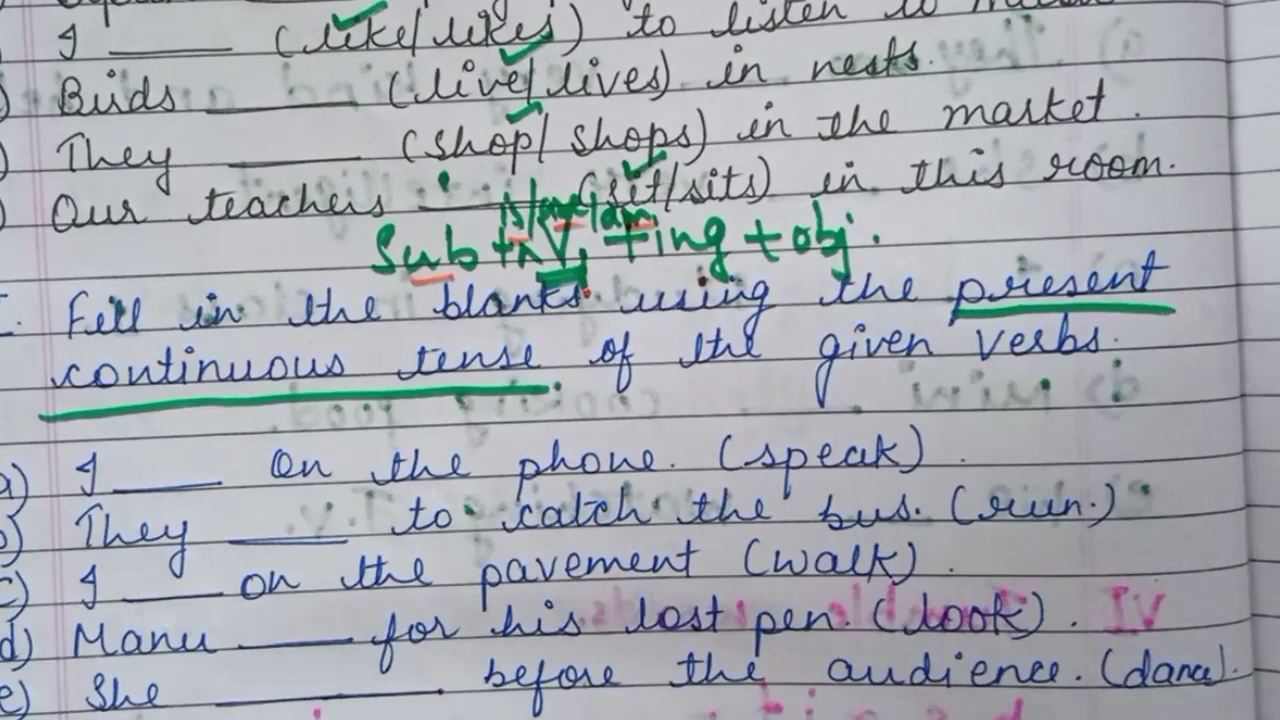 I ____ (like/likes) to listen to
Birds ____ (live/lives) in nests.
They ____ (shop/shops) in the market.
Our teachers ____ (sit/sits) in this room.
is/are/am
Sub + V1 + ing + obj.
Fill in the blanks using the present
continuous tense of the given verbs.
a) I ____ on the phone. (speak).
b) They ____ to catch the bus. (run.)
c) I ____ on the pavement (walk).
d) Manu ____ for his lost pen. (look).
e) She ____ before the audience. (dance).